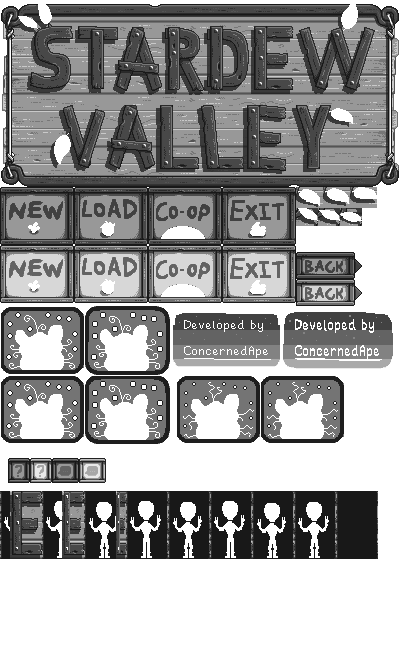 STARDEW
VALLEY
NEW LOAD CO-OP EXIT
NEW LOAD CO-OP EXIT
BACK
BACK
Developed by
ConcernedApe
Developed by
ConcernedApe
? ?
E E E